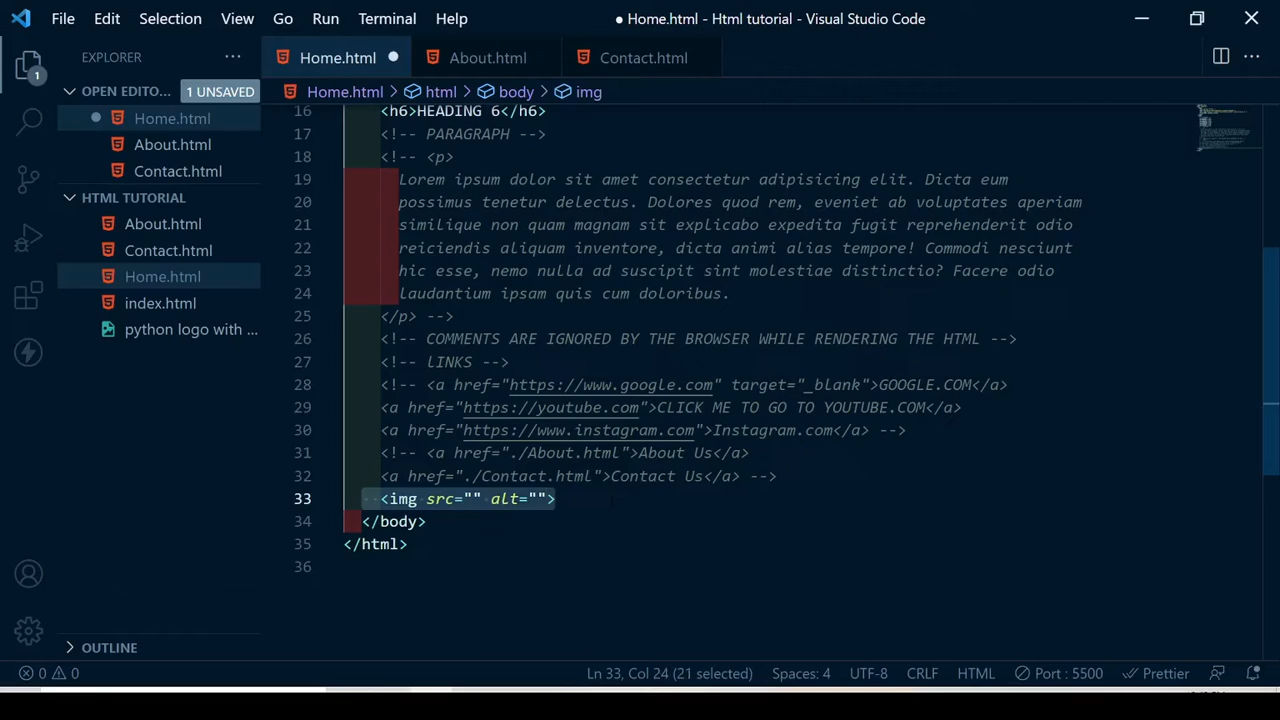 File Edit Selection View Go Run Terminal Help
● Home.html - Html tutorial - Visual Studio Code
EXPLORER
Home.html
About.html
Contact.html
1
OPEN EDITO...
1 UNSAVED
Home.html
About.html
Contact.html
HTML TUTORIAL
About.html
Contact.html
Home.html
index.html
python logo with ...
OUTLINE
Home.html > html > body > img
16 <h6>HEADING 6</h6>
17 <!-- PARAGRAPH -->
18 <!-- <p>
19 Lorem ipsum dolor sit amet consectetur adipisicing elit. Dicta eum
20 possimus tenetur delectus. Dolores quod rem, eveniet ab voluptates aperiam
21 similique non quam magnam sit explicabo expedita fugit reprehenderit odio
22 reiciendis aliquam inventore, dicta animi alias tempore! Commodi nesciunt
23 hic esse, nemo nulla ad suscipit sint molestiae distinctio? Facere odio
24 laudantium ipsam quis cum doloribus.
25 </p> -->
26 <!-- COMMENTS ARE IGNORED BY THE BROWSER WHILE RENDERING THE HTML -->
27 <!-- lINKS -->
28 <!-- <a href="https://www.google.com" target="_blank">GOOGLE.COM</a>
29 <a href="https://youtube.com">CLICK ME TO GO TO YOUTUBE.COM</a>
30 <a href="https://www.instagram.com">Instagram.com</a> -->
31 <!-- <a href="./About.html">About Us</a>
32 <a href="./Contact.html">Contact Us</a> -->
33 <img src="" alt="">
34 </body>
35 </html>
36
0 0 Ln 33, Col 24 (21 selected) Spaces: 4 UTF-8 CRLF HTML Port : 5500 Prettier